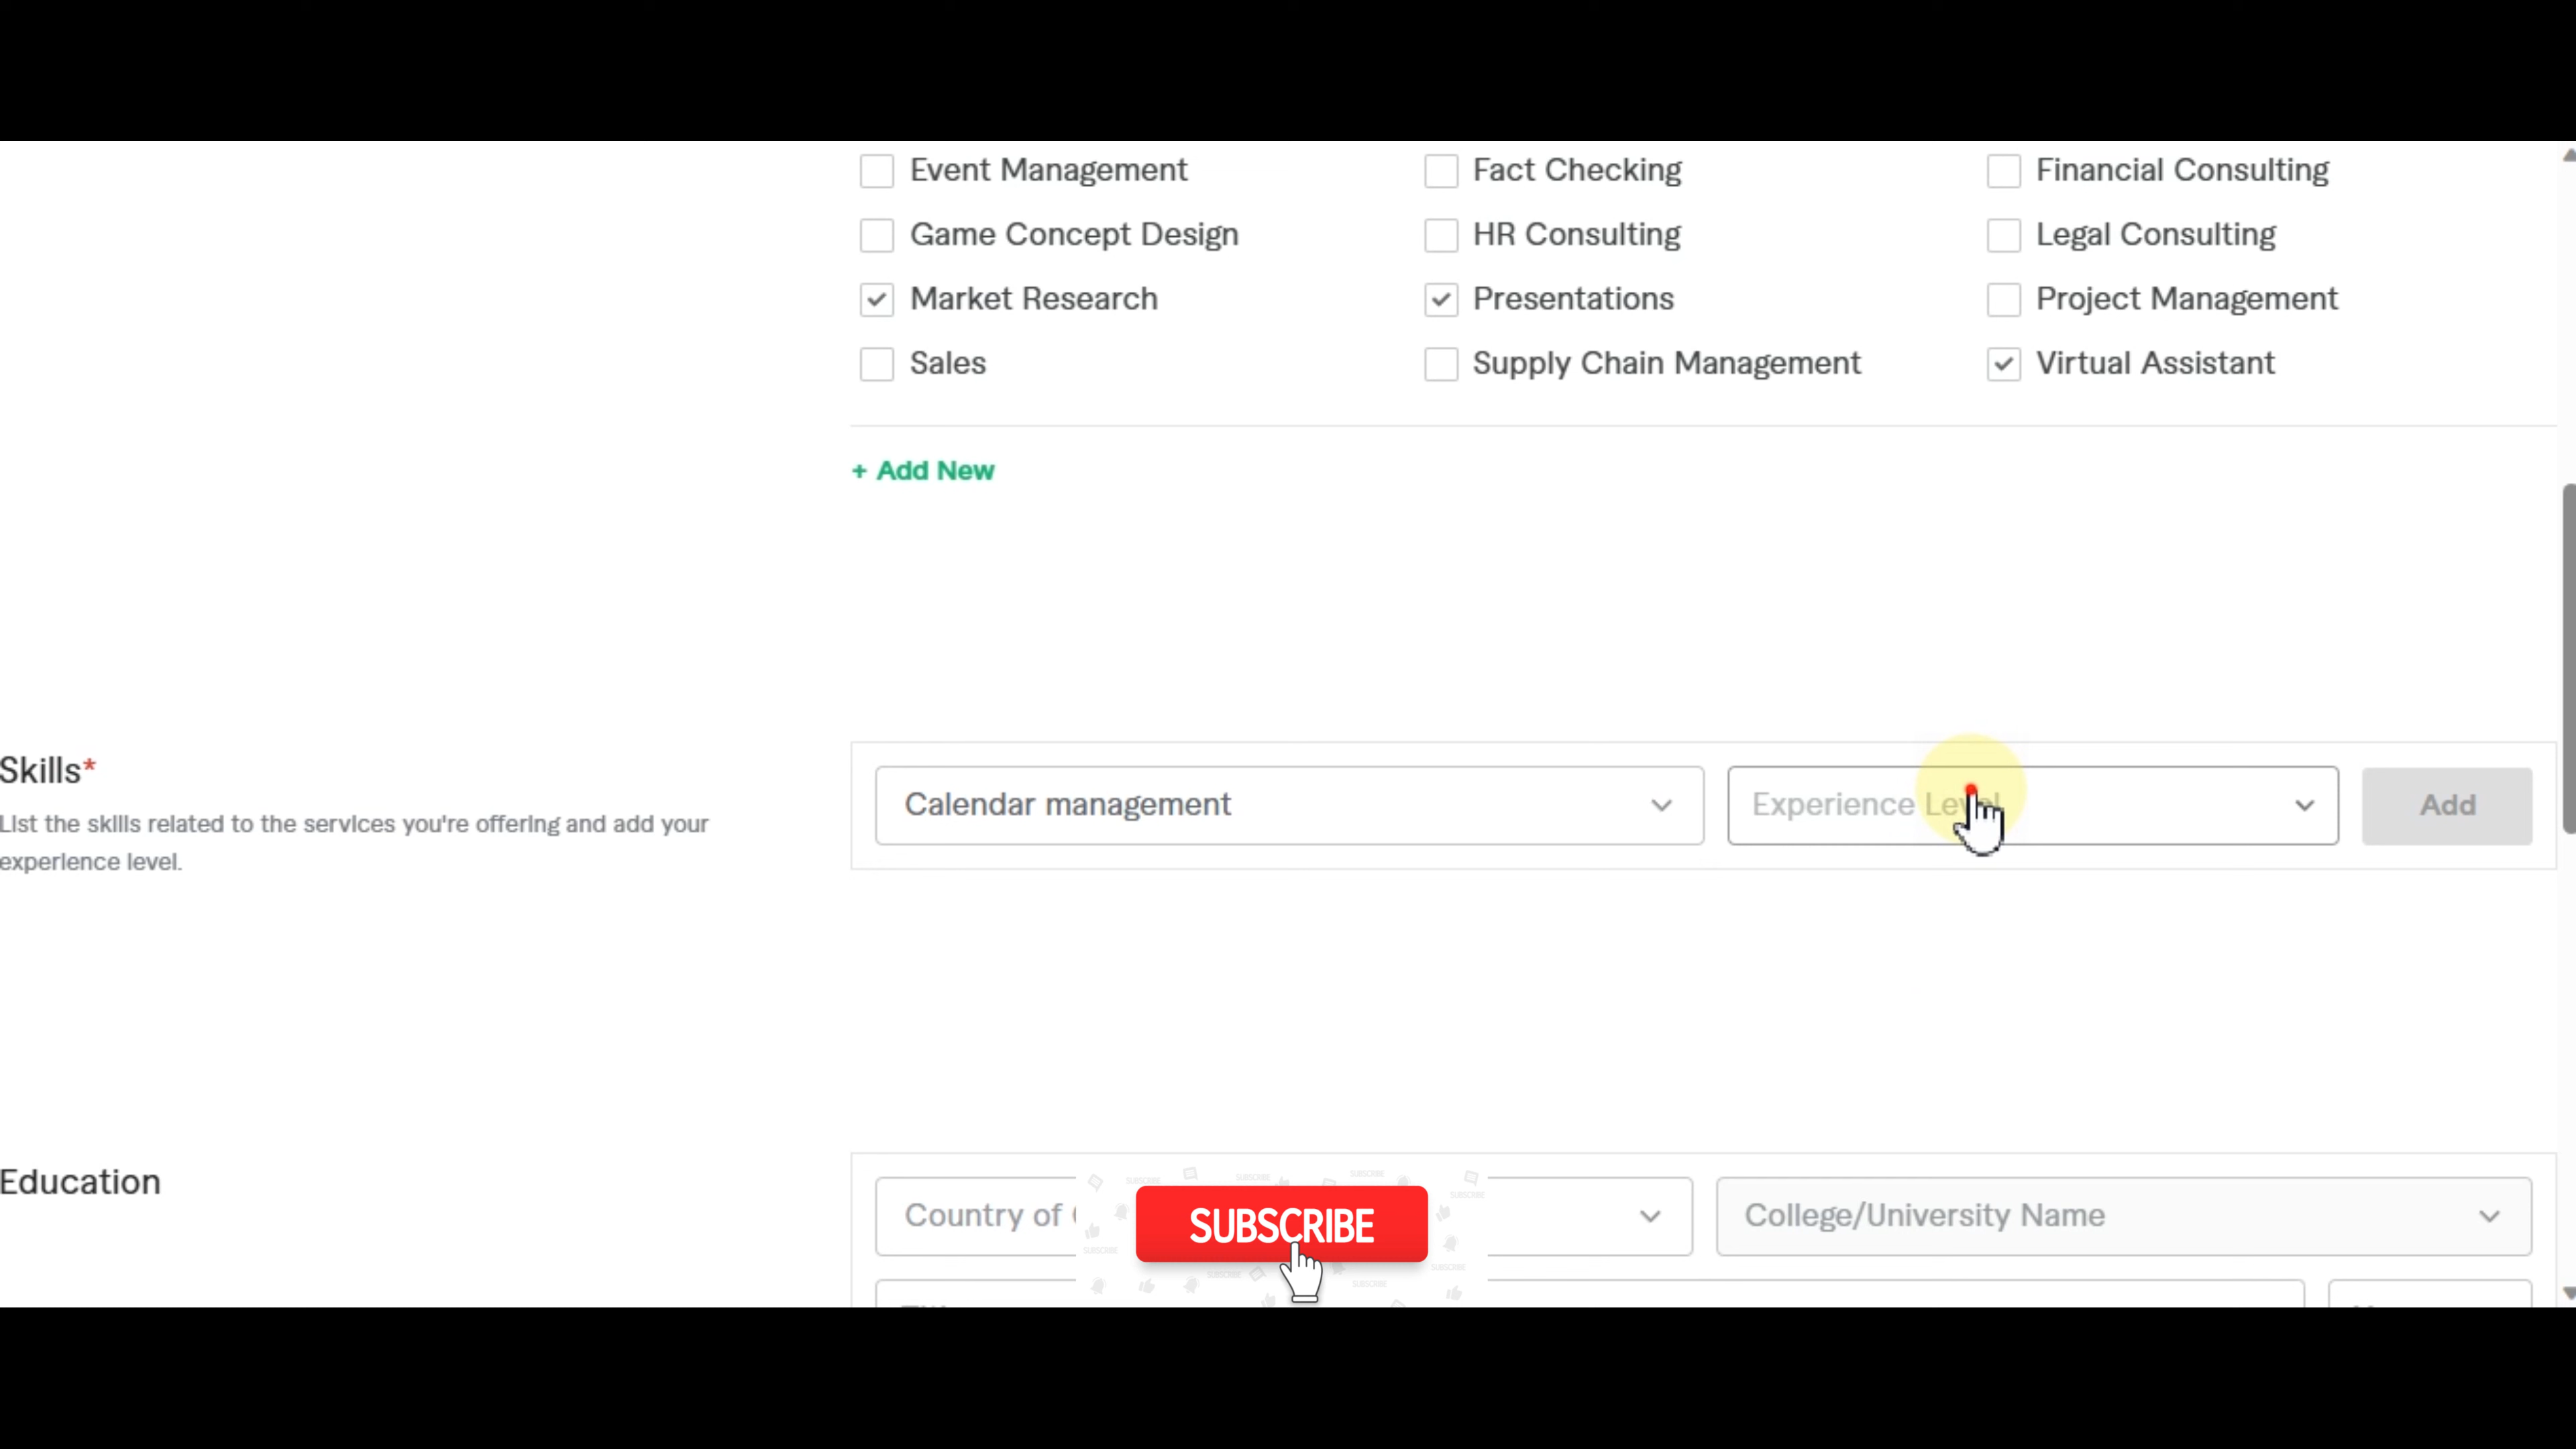 Event Management
Fact Checking
Financial Consulting
Game Concept Design
HR Consulting
Legal Consulting
Market Research
Presentations
Project Management
Sales
Supply Chain Management
Virtual Assistant
+ Add New
Skills*
List the skills related to the services you're offering and add your
experience level.
Calendar management
Experience Level
Add
Education
Country of
College/University Name
SUBSCRIBE